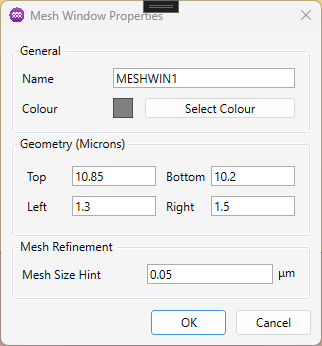 Mesh Window Properties
General
Name MESHWIN1
Colour Select Colour
Geometry (Microns)
Top 10.85 Bottom 10.2
Left 1.3 Right 1.5
Mesh Refinement
Mesh Size Hint 0.05 µm
OK Cancel